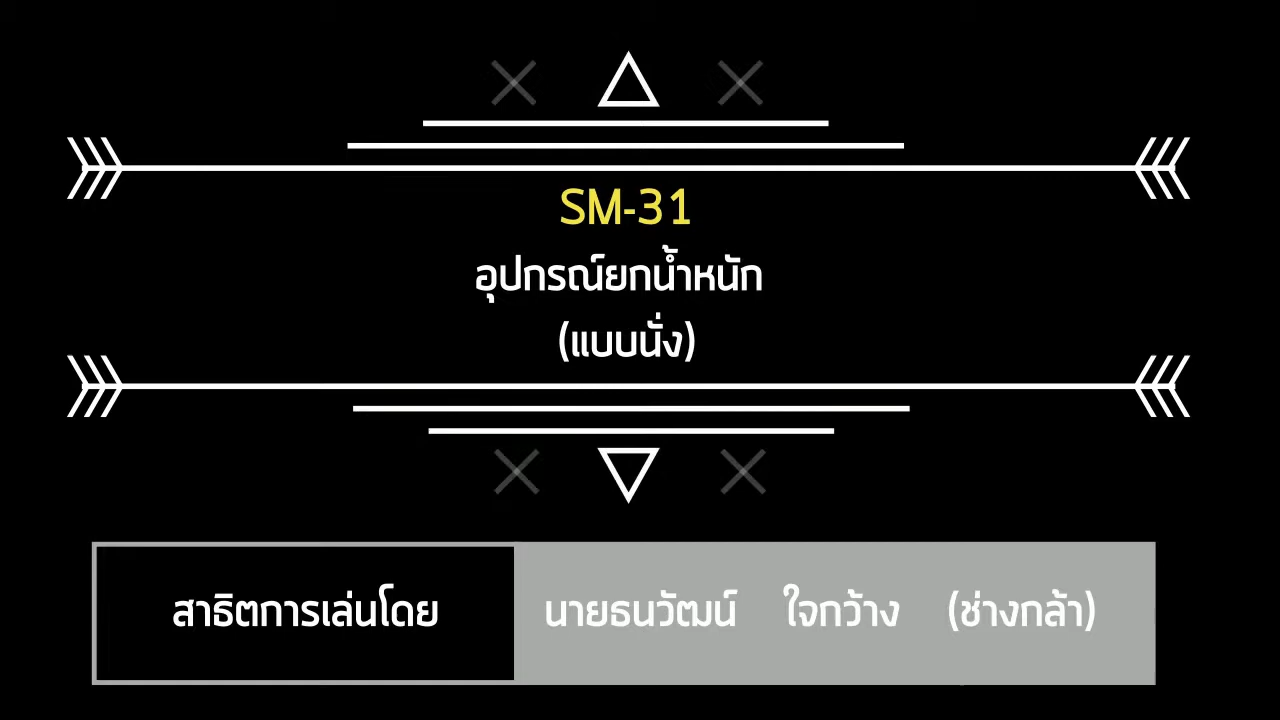 SM-31
อุปกรณ์ยกน้ำหนัก
(แบบนั่ง)
สาธิตการเล่นโดย นายธนวัฒน์ ใจกว้าง (ช่างกล้า)